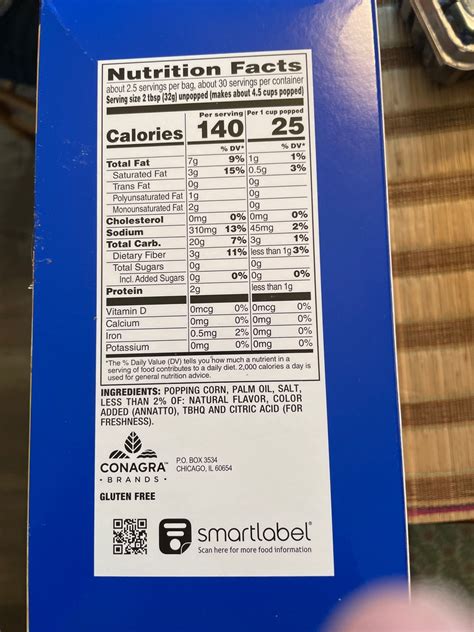 Nutrition Facts
about 2.5 servings per bag, about 30 servings per container
Serving size 2 tbsp (32g) unpopped (makes about 4.5 cups popped)
Per serving Per 1 cup popped
Calories 140 25
% DV* % DV*
Total Fat 7g 9% 1g 1%
Saturated Fat 3g 15% 0.5g 3%
Trans Fat 0g 0g
Polyunsaturated Fat 1g 0g
Monounsaturated Fat 2g 0g
Cholesterol 0mg 0% 0mg 0%
Sodium 310mg 13% 45mg 2%
Total Carb. 20g 7% 3g 1%
Dietary Fiber 3g 11% less than 1g 3%
Total Sugars 0g 0g
Incl. Added Sugars 0g 0% 0g 0%
Protein 2g less than 1g
Vitamin D 0mcg 0% 0mcg 0%
Calcium 0mg 0% 0mg 0%
Iron 0.5mg 2% 0mg 0%
Potassium 0mg 0% 0mg 0%
*The % Daily Value (DV) tells you how much a nutrient in a
serving of food contributes to a daily diet. 2,000 calories a day is
used for general nutrition advice.
INGREDIENTS: POPPING CORN, PALM OIL, SALT,
LESS THAN 2% OF: NATURAL FLAVOR, COLOR
ADDED (ANNATTO), TBHQ AND CITRIC ACID (FOR
FRESHNESS).
CONAGRA™
• BRANDS •
P.O. BOX 3534
CHICAGO, IL 60654
GLUTEN FREE
smartlabel®
Scan here for more food information